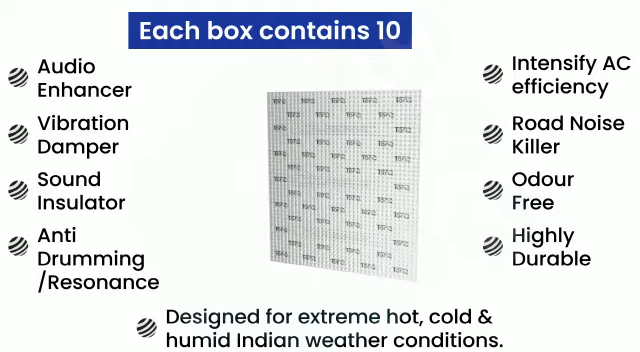 Each box contains 10
Audio
Enhancer
Vibration
Damper
Sound
Insulator
Anti
Drumming
/Resonance
Intensify AC
efficiency
Road Noise
Killer
Odour
Free
Highly
Durable
Designed for extreme hot, cold &
humid Indian weather conditions.